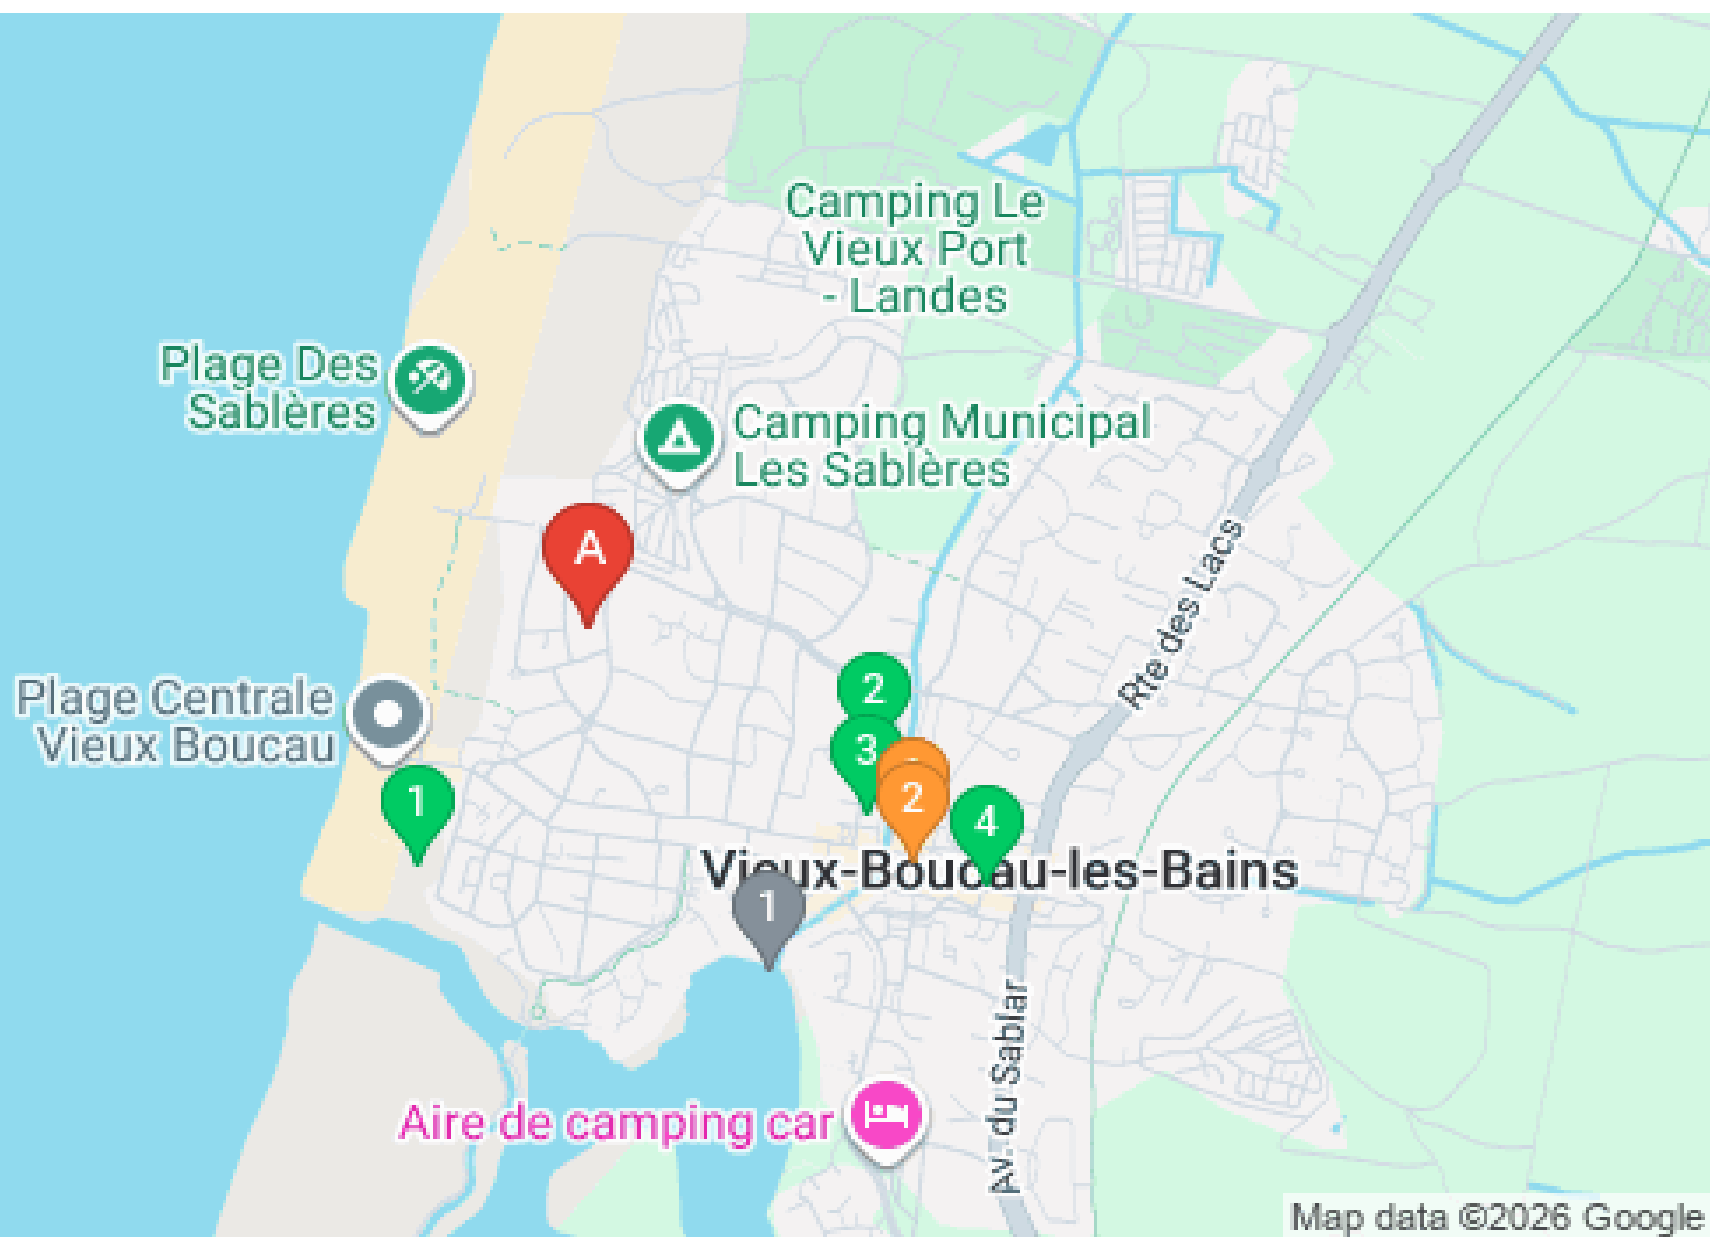 Camping Le
Vieux Port
- Landes
Plage Des
Sablères
Camping Municipal
Les Sablères
A
Rte des Lacs
2
Plage Centrale
Vieux Boucau
3
1
2
4
Vieux-Boucau-les-Bains
1
Av. du Sablar
Aire de camping car
Map data ©2026 Google